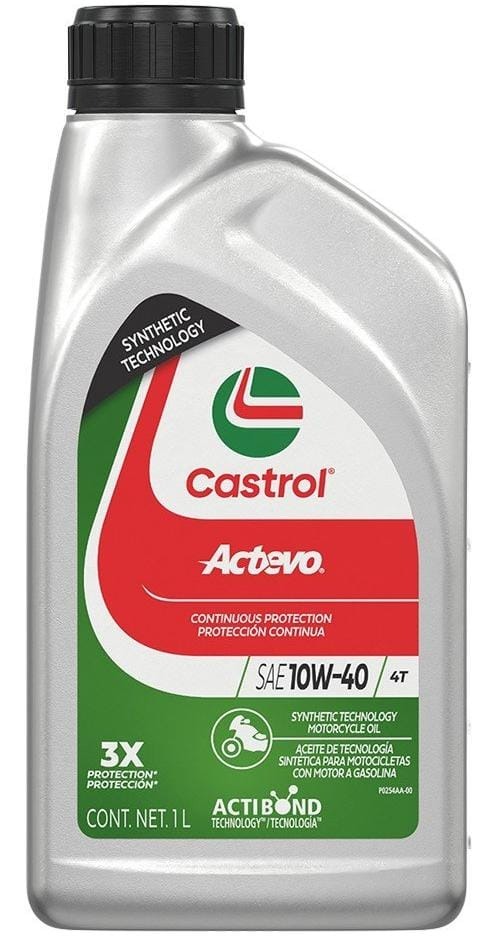 SYNTHETIC
TECHNOLOGY
Castrol®
Actevo®
CONTINUOUS PROTECTION
PROTECCIÓN CONTINUA
SAE 10W-40 / 4T
SYNTHETIC TECHNOLOGY
MOTORCYCLE OIL
ACEITE DE TECNOLOGÍA
SINTÉTICA PARA MOTOCICLETAS
CON MOTOR A GASOLINA
P0254AA-00
3X
PROTECTION*
PROTECCIÓN*
CONT. NET. 1 L
ACTIBOND
TECHNOLOGY™/TECNOLOGÍA™